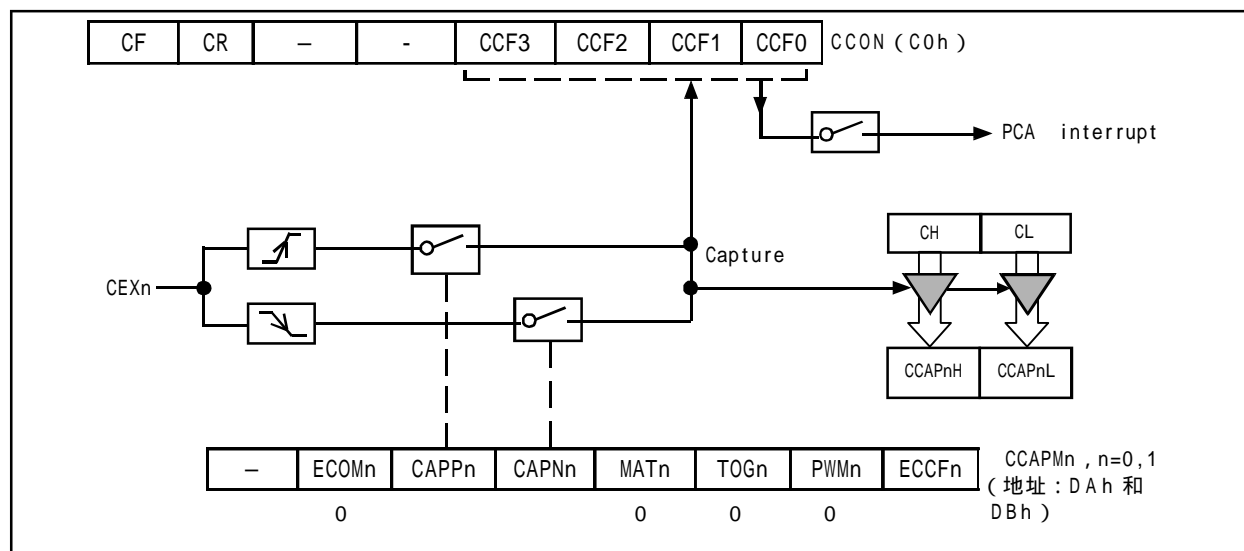 CF CR – - CCF3 CCF2 CCF1 CCF0 CCON (C0h)
PCA interrupt
CH CL
Capture
CEXn
CCAPnH CCAPnL
– ECOMn CAPPn CAPNn MATn TOGn PWMn ECCFn CCAPMn, n=0,1
(地址:DAh 和
0 0 0 0 DBh)